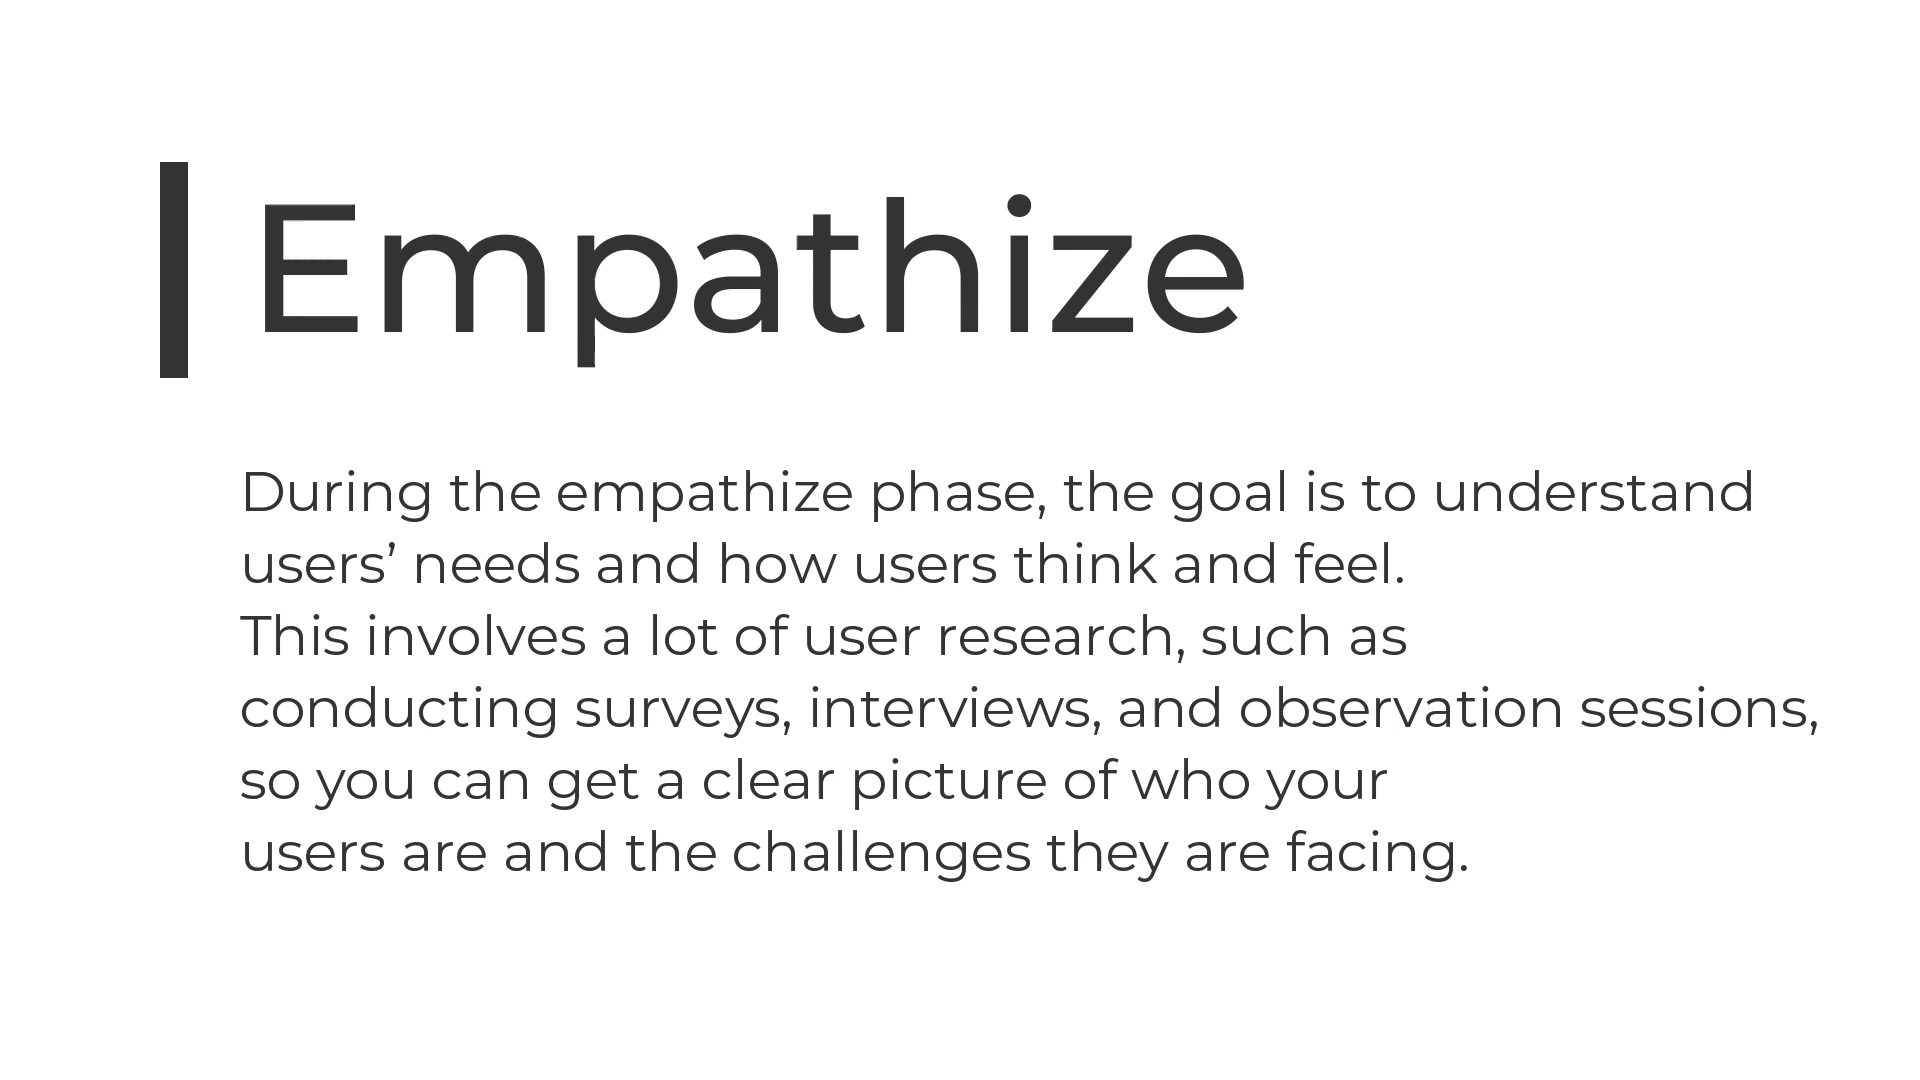 Empathize
During the empathize phase, the goal is to understand
users’ needs and how users think and feel.
This involves a lot of user research, such as
conducting surveys, interviews, and observation sessions,
so you can get a clear picture of who your
users are and the challenges they are facing.